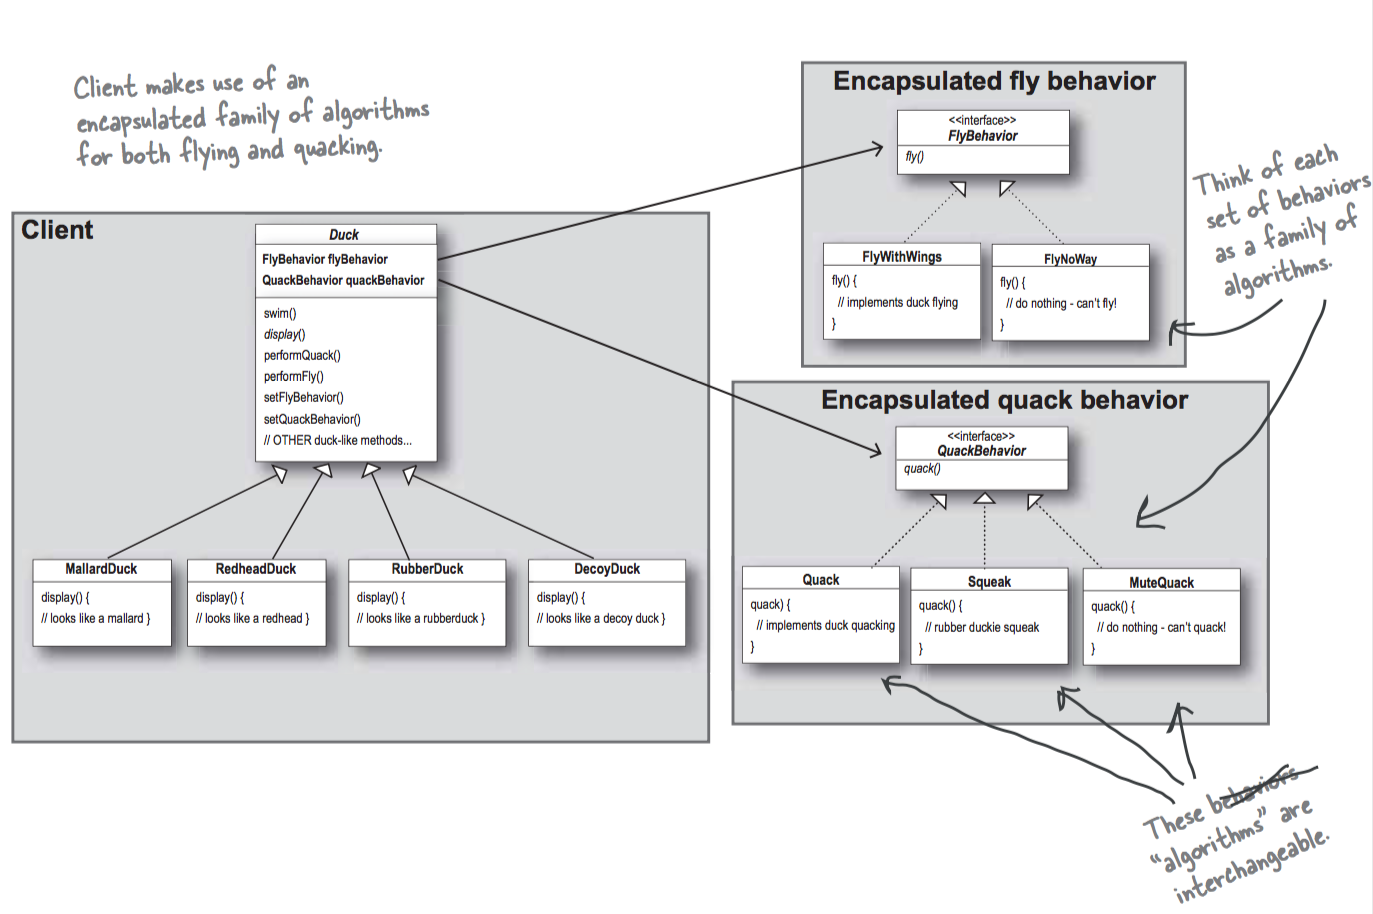 Client makes use of an
encapsulated family of algorithms
for both flying and quacking.
Client
Duck
FlyBehavior flyBehavior
QuackBehavior quackBehavior
swim()
display()
performQuack()
performFly()
setFlyBehavior()
setQuackBehavior()
// OTHER duck-like methods...
MallardDuck
display() {
// looks like a mallard }
RedheadDuck
display() {
// looks like a redhead }
RubberDuck
display() {
// looks like a rubberduck }
DecoyDuck
display() {
// looks like a decoy duck }
Encapsulated fly behavior
<<interface>>
FlyBehavior
fly()
FlyWithWings
fly() {
// implements duck flying
}
FlyNoWay
fly() {
// do nothing - can't fly!
}
Think of each
set of behaviors
as a family of
algorithms.
Encapsulated quack behavior
<<interface>>
QuackBehavior
quack()
Quack
quack) {
// implements duck quacking
}
Squeak
quack() {
// rubber duckie squeak
}
MuteQuack
quack() {
// do nothing - can't quack!
}
These behaviors
“algorithms” are
interchangeable.